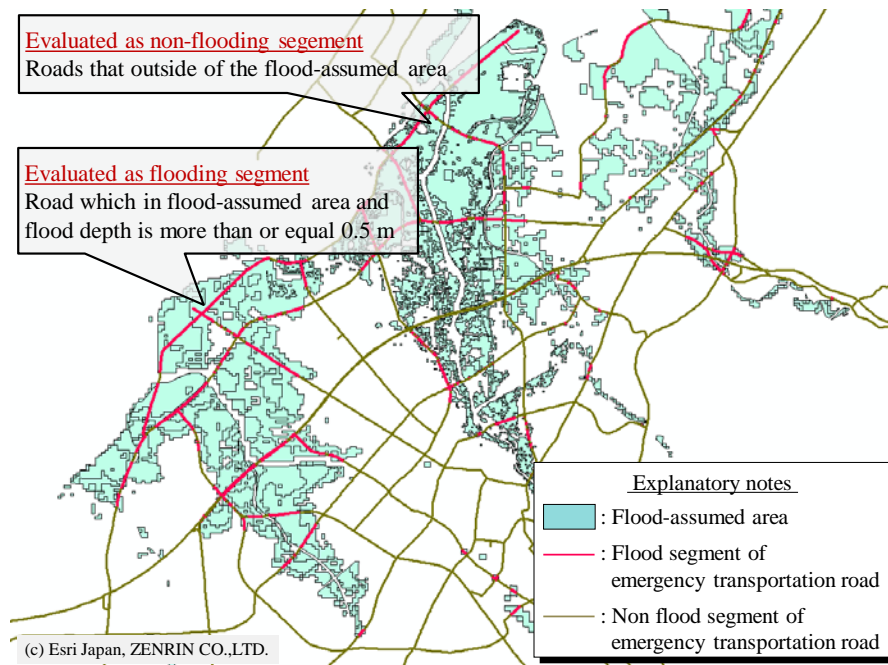 Evaluated as non-flooding segement
Roads that outside of the flood-assumed area
Evaluated as flooding segment
Road which in flood-assumed area and
flood depth is more than or equal 0.5 m
Explanatory notes
: Flood-assumed area
: Flood segment of
emergency transportation road
: Non flood segment of
emergency transportation road
(c) Esri Japan, ZENRIN CO.,LTD.